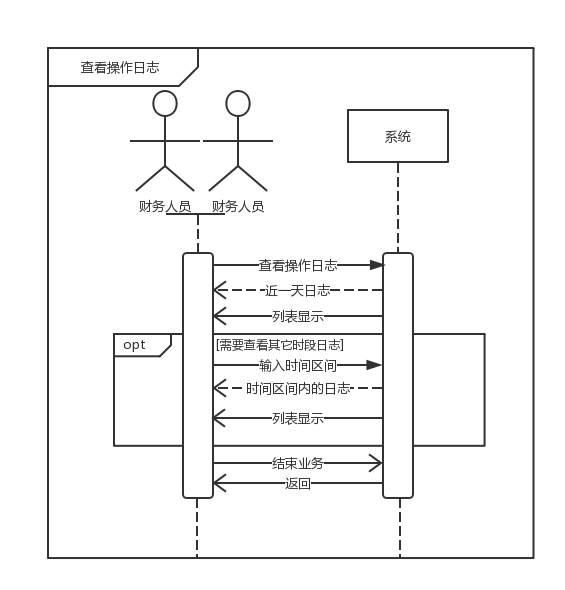 查看操作日志
系统
财务人员
财务人员
查看操作日志
近一天日志
列表显示
opt
[需要查看其它时段日志]
输入时间区间
时间区间内的日志
列表显示
结束业务
返回